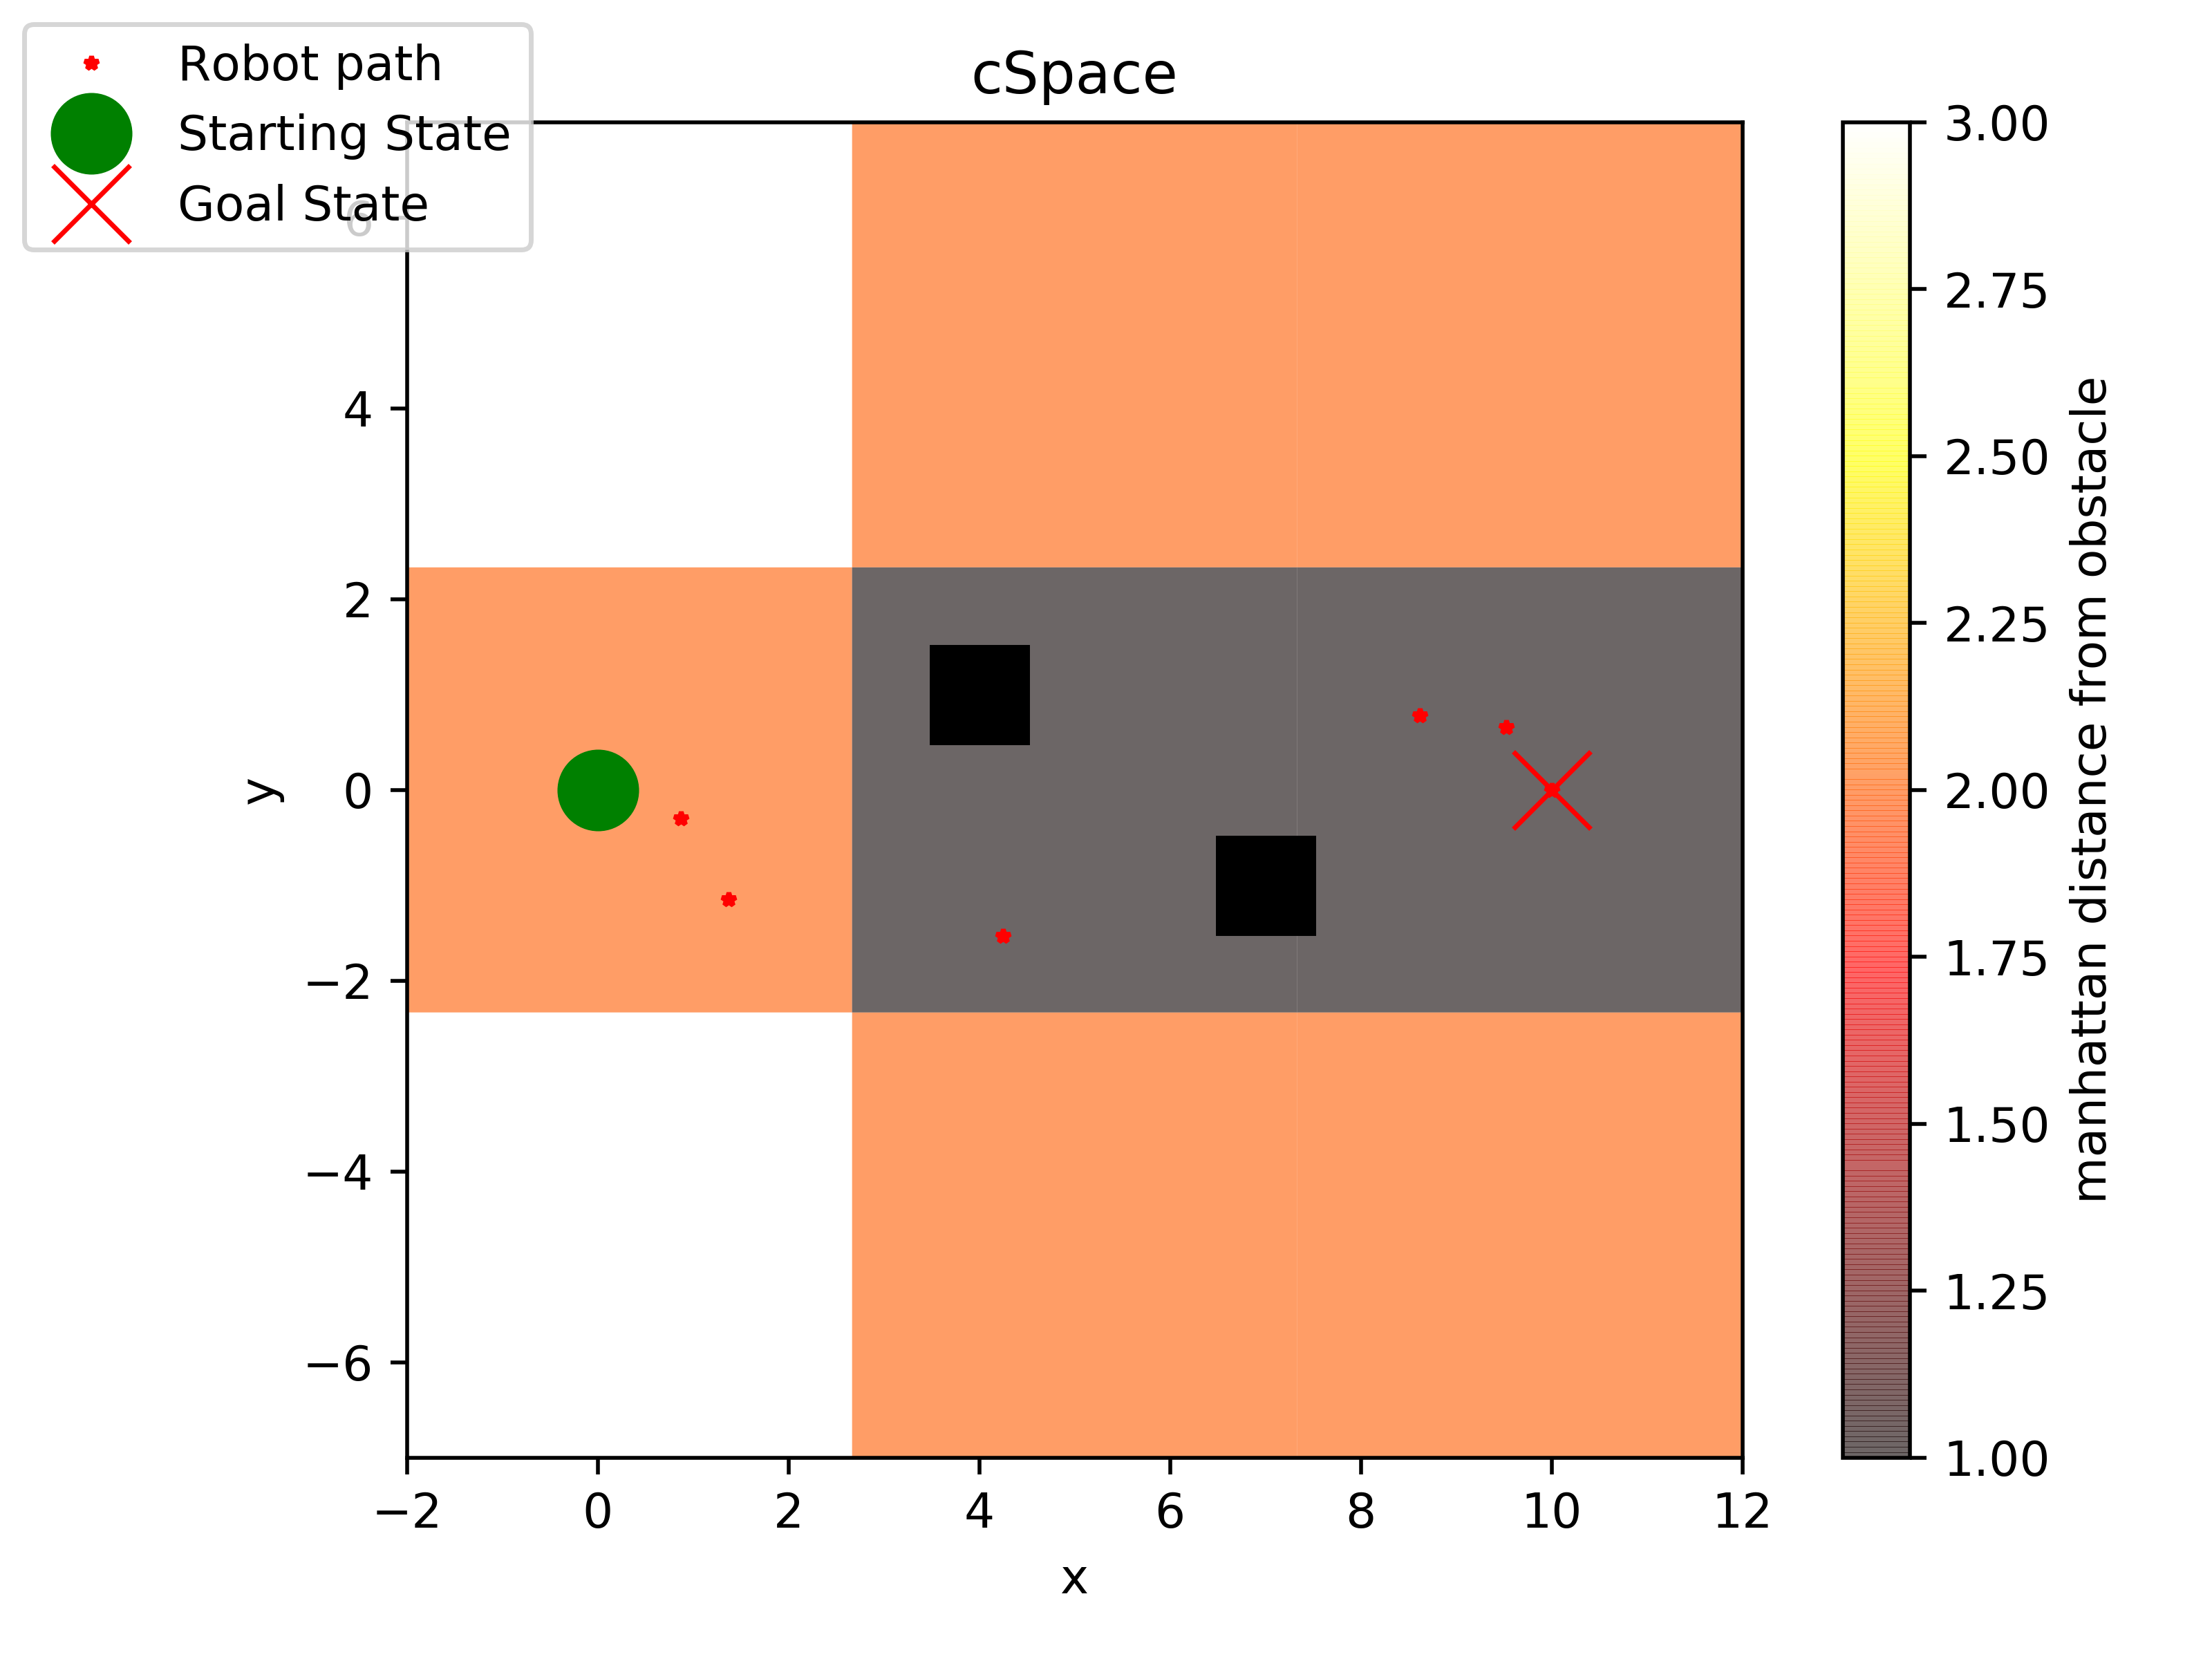 Robot path
Starting State
Goal State
cSpace
6
4
2
0
−2
−4
−6
y
−2 0 2 4 6 8 10 12
x
3.00
2.75
2.50
2.25
2.00
1.75
1.50
1.25
1.00
manhattan distance from obstacle